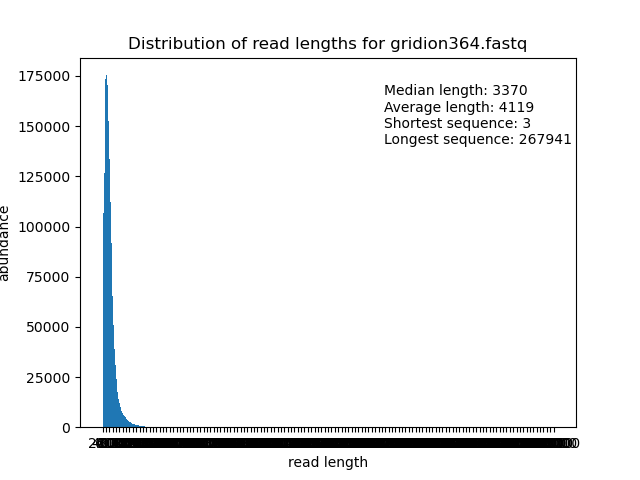 Distribution of read lengths for gridion364.fastq
Median length: 3370
Average length: 4119
Shortest sequence: 3
Longest sequence: 267941
175000
150000
125000
100000
75000
50000
25000
0
abundance
read length